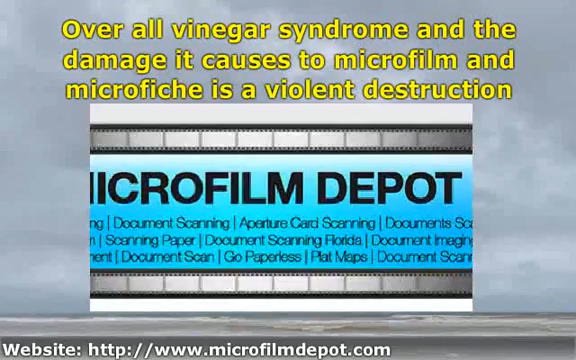 Over all vinegar syndrome and the
damage it causes to microfilm and
microfiche is a violent destruction
ICROFILM DEPOT
| Document Scanning | Aperture Card Scanning | Documents
| Scanning Paper | Document Scanning Florida | Document
| Document Scan | Go Paperless | Plat Maps | Document
Website: http://www.microfilmdepot.com